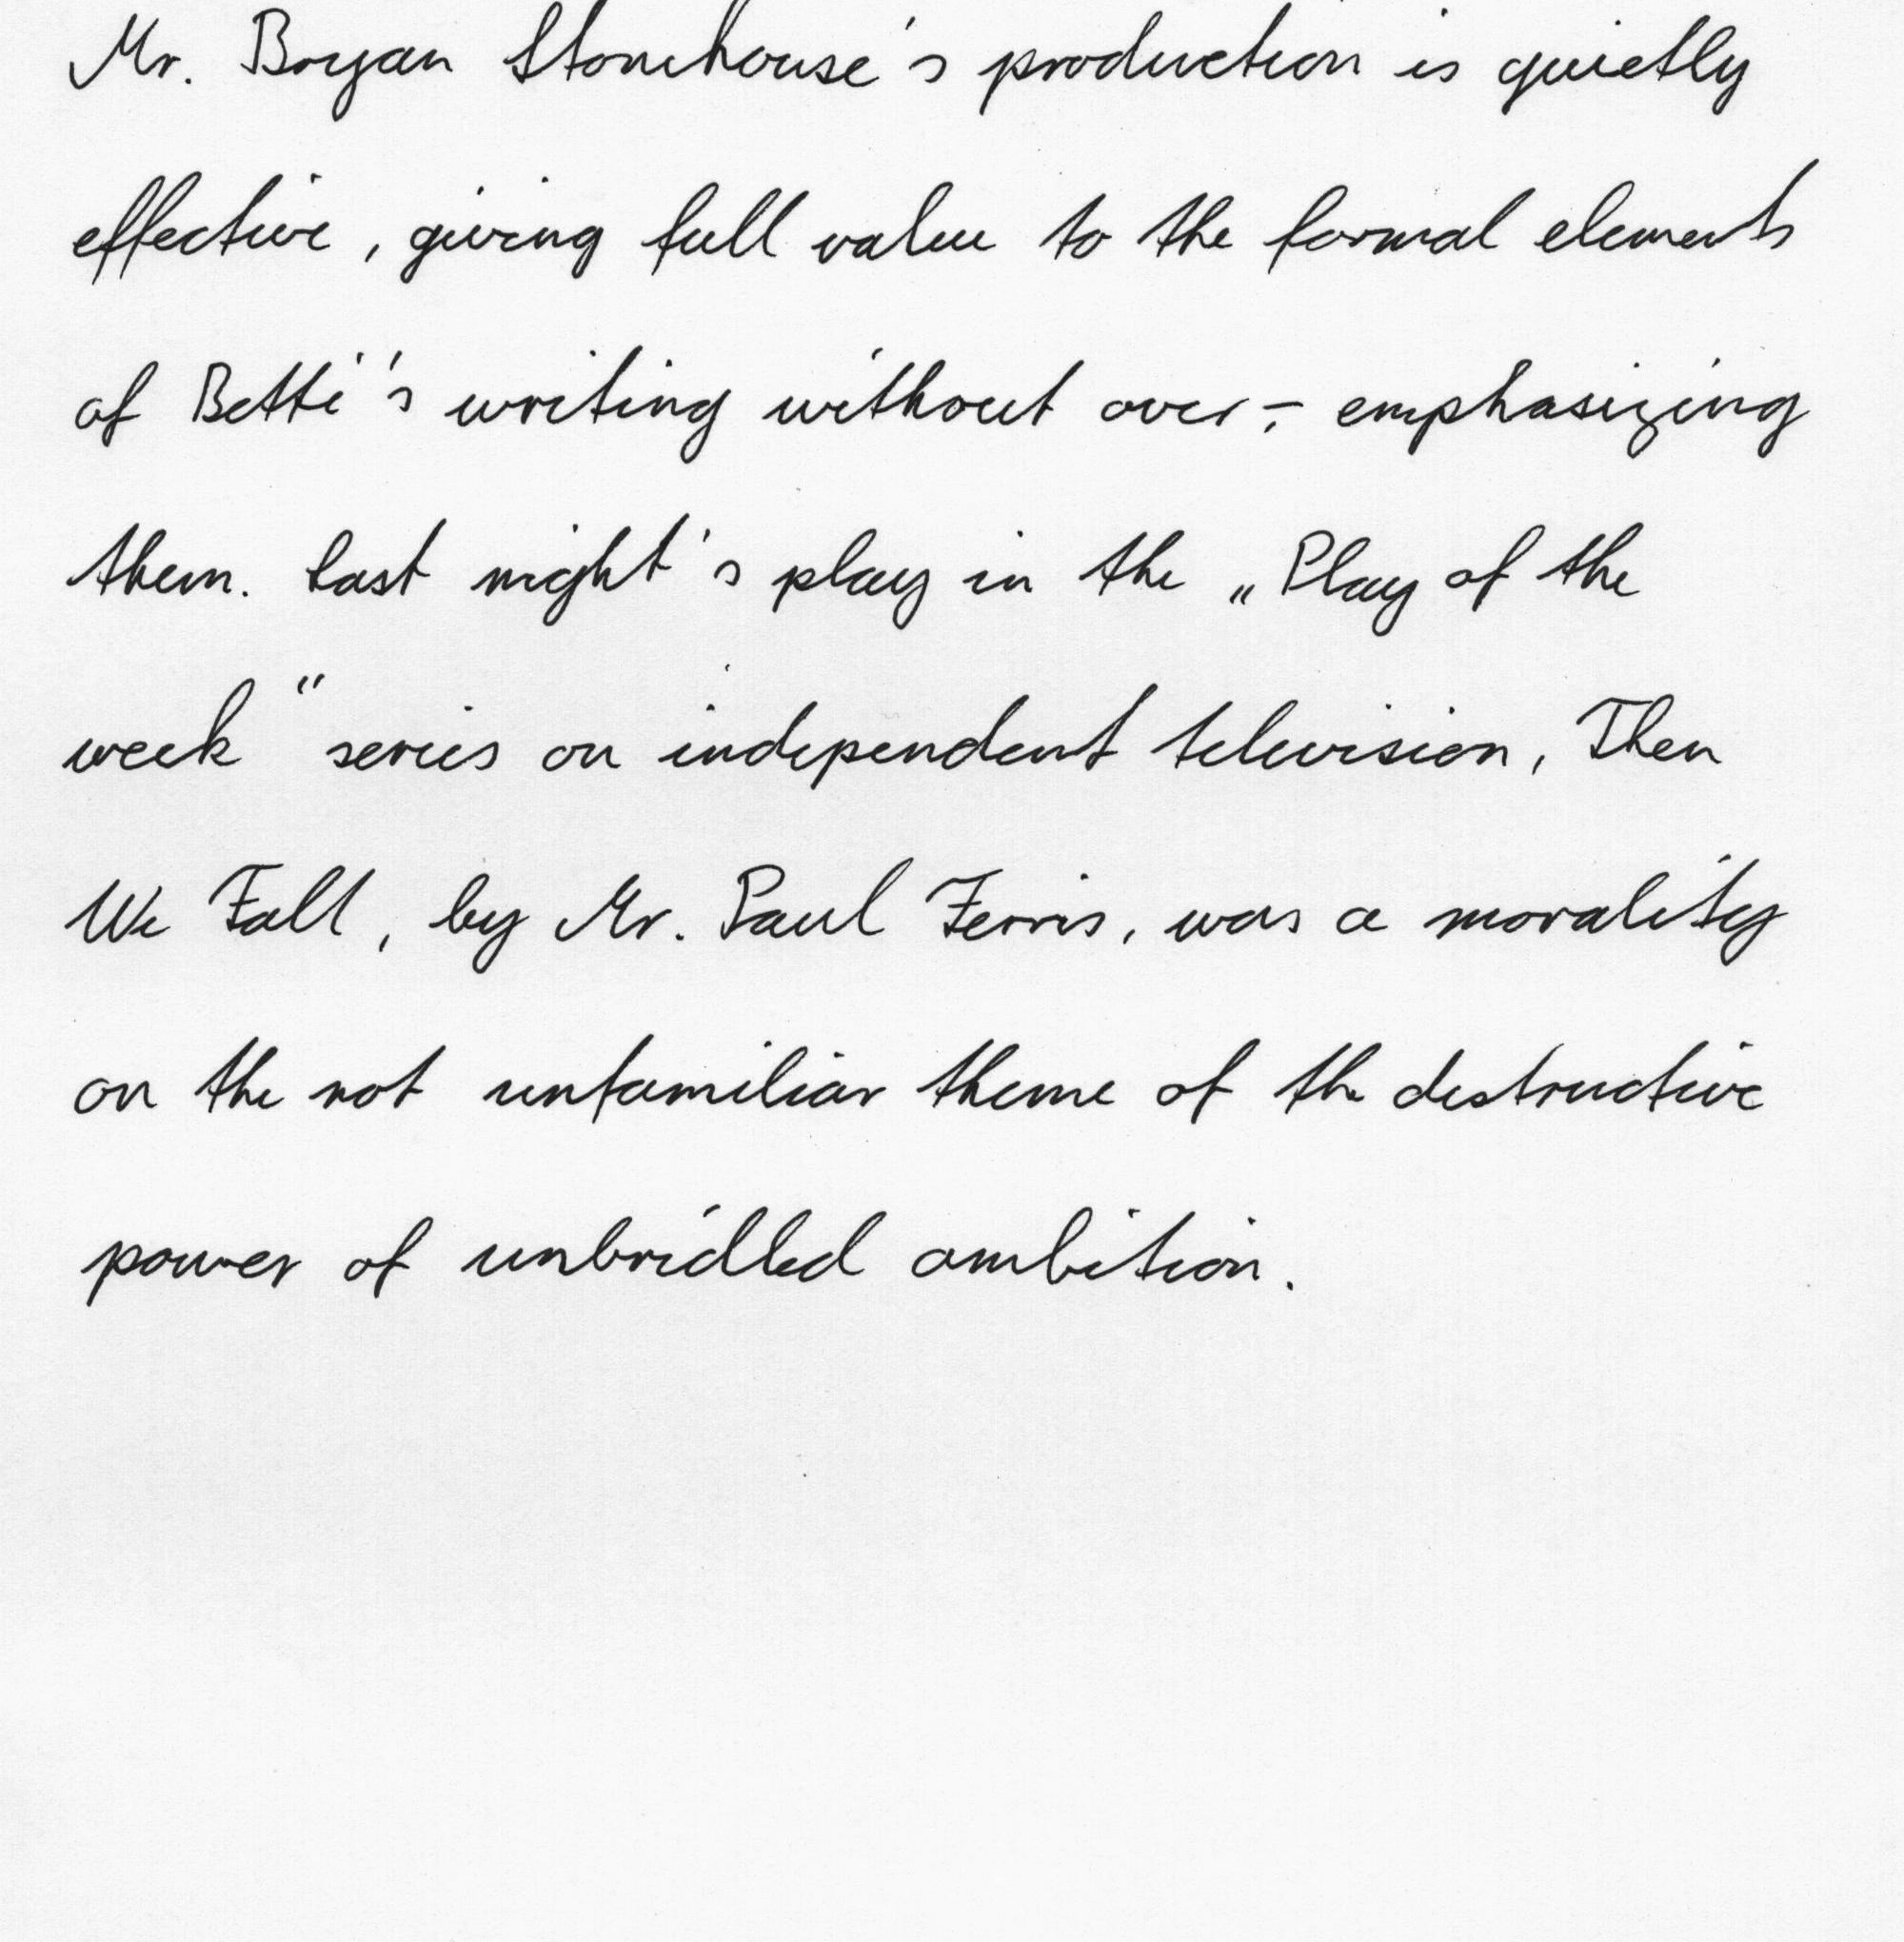 Mr. Bryan Stonehouse's production is quietly
effective, giving full value to the formal elements
of Betti's writing without over-emphasizing
them. Last night's play in the „Play of the
week“ series on independent television, Then
We Fall, by Mr. Paul Ferris, was a morality
on the not unfamiliar theme of the destructive
power of unbridled ambition.